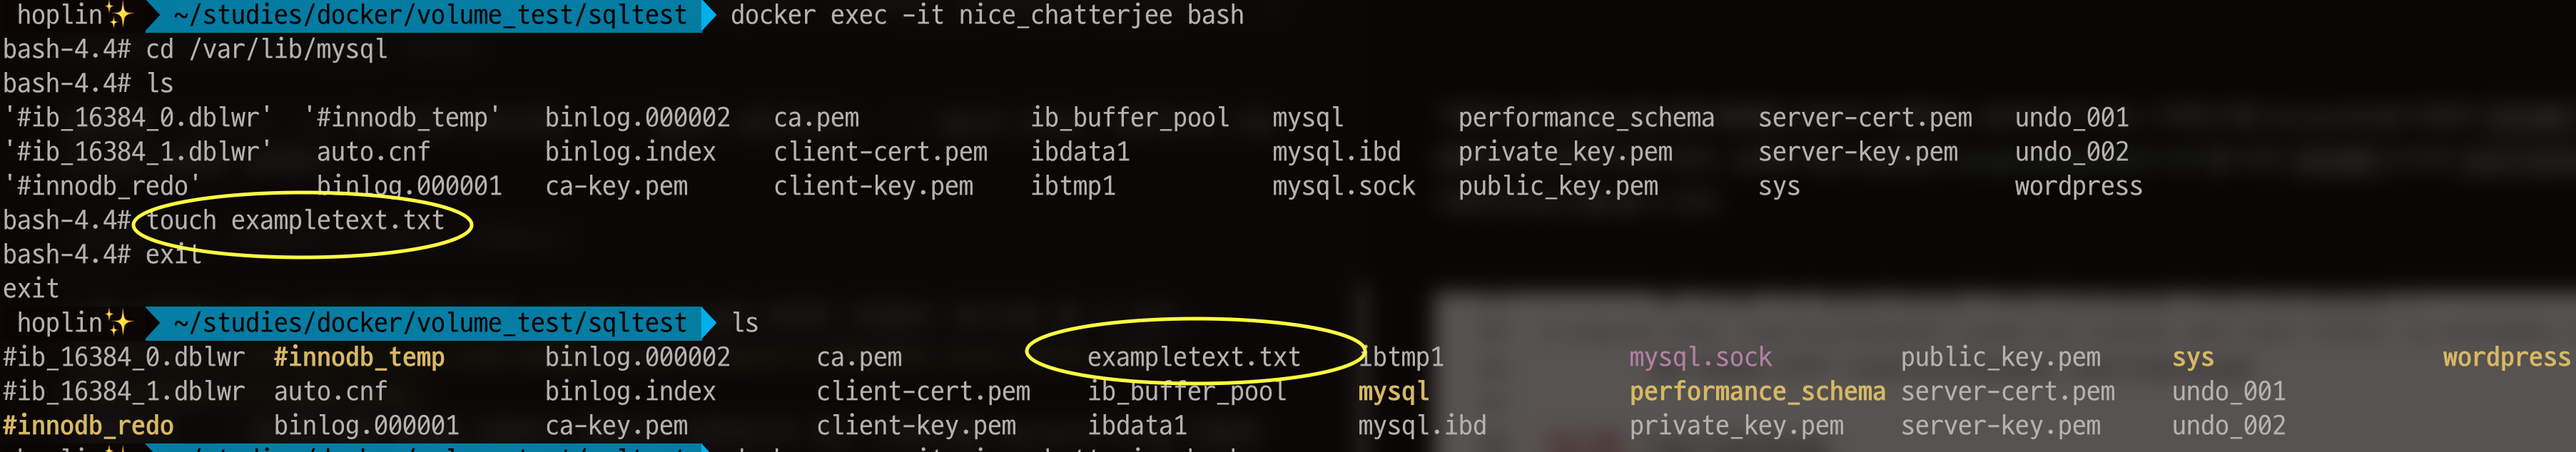 hoplin✨ ~/studies/docker/volume_test/sqltest docker exec -it nice_chatterjee bash
bash-4.4# cd /var/lib/mysql
bash-4.4# ls
'#ib_16384_0.dblwr' '#innodb_temp' binlog.000002 ca.pem ib_buffer_pool mysql performance_schema server-cert.pem undo_001
'#ib_16384_1.dblwr' auto.cnf binlog.index client-cert.pem ibdata1 mysql.ibd private_key.pem server-key.pem undo_002
'#innodb_redo' binlog.000001 ca-key.pem client-key.pem ibtmp1 mysql.sock public_key.pem sys wordpress
bash-4.4# touch exampletext.txt
bash-4.4# exit
exit
hoplin✨ ~/studies/docker/volume_test/sqltest ls
#ib_16384_0.dblwr #innodb_temp binlog.000002 ca.pem exampletext.txt ibtmp1 mysql.sock public_key.pem sys wordpress
#ib_16384_1.dblwr auto.cnf binlog.index client-cert.pem ib_buffer_pool mysql performance_schema server-cert.pem undo_001
#innodb_redo binlog.000001 ca-key.pem client-key.pem ibdata1 mysql.ibd private_key.pem server-key.pem undo_002